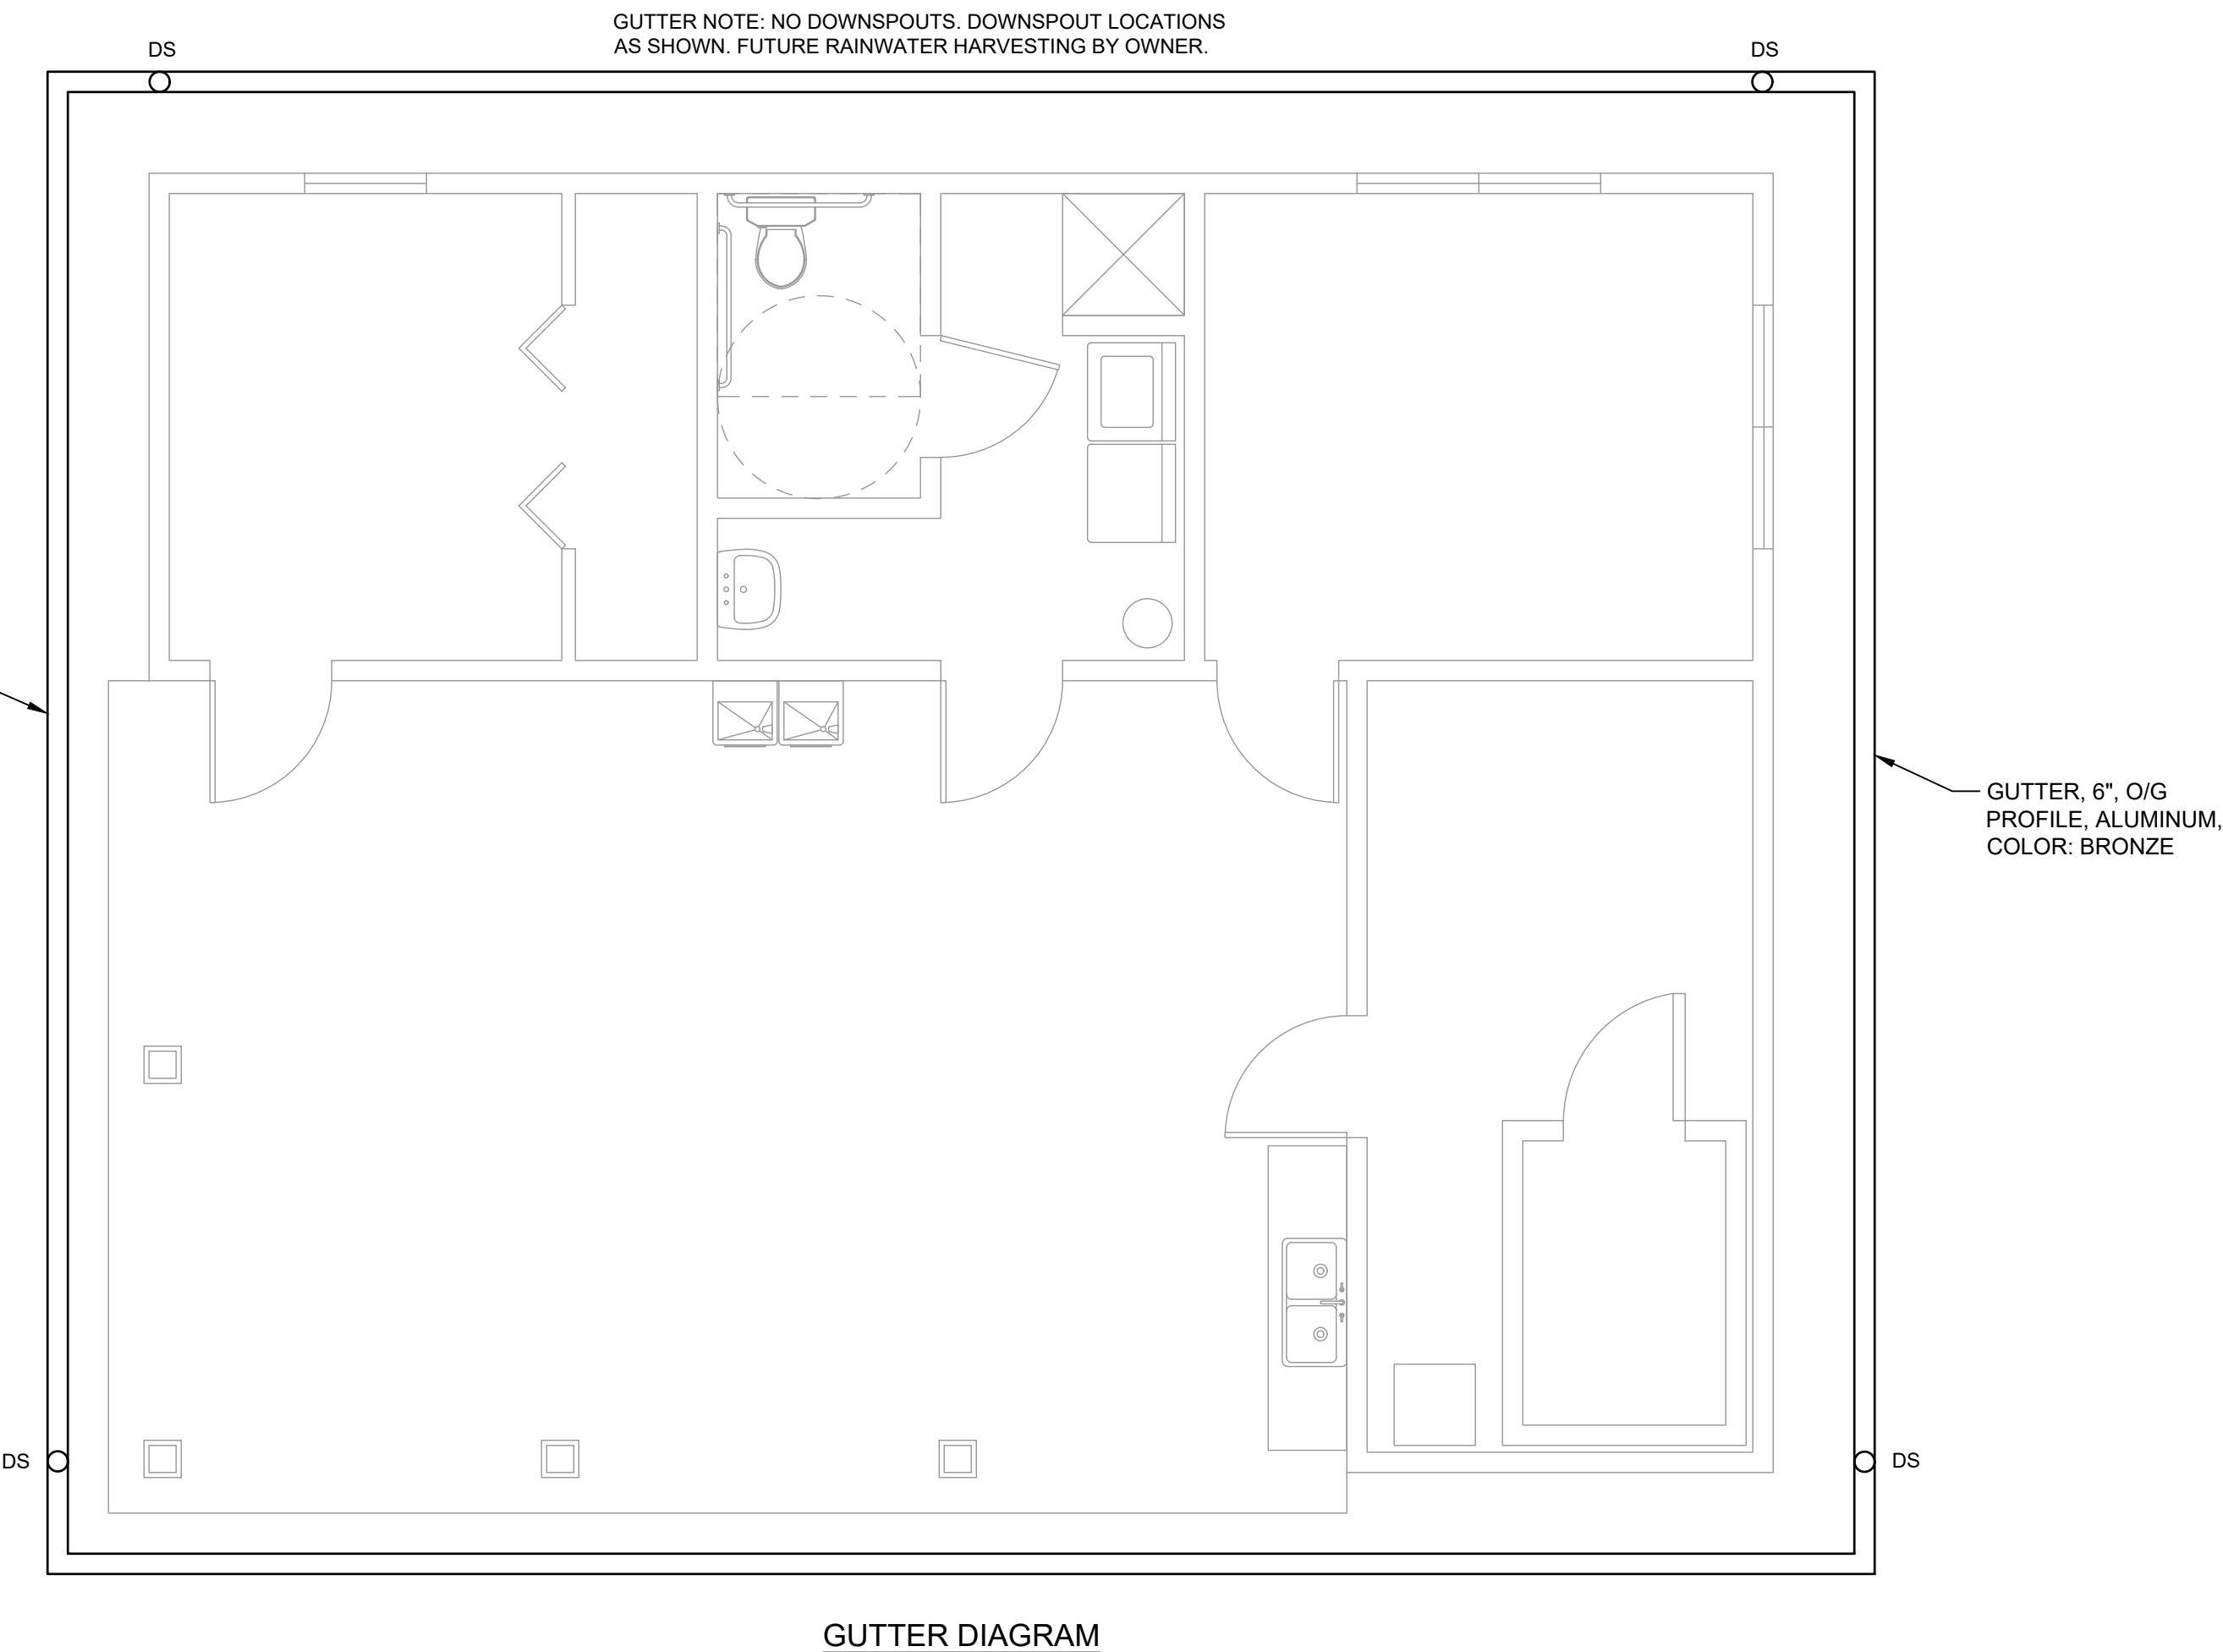 GUTTER NOTE: NO DOWNSPOUTS. DOWNSPOUT LOCATIONS
AS SHOWN. FUTURE RAINWATER HARVESTING BY OWNER.
DS
DS
GUTTER, 6", O/G
PROFILE, ALUMINUM,
COLOR: BRONZE
DS
DS
GUTTER DIAGRAM